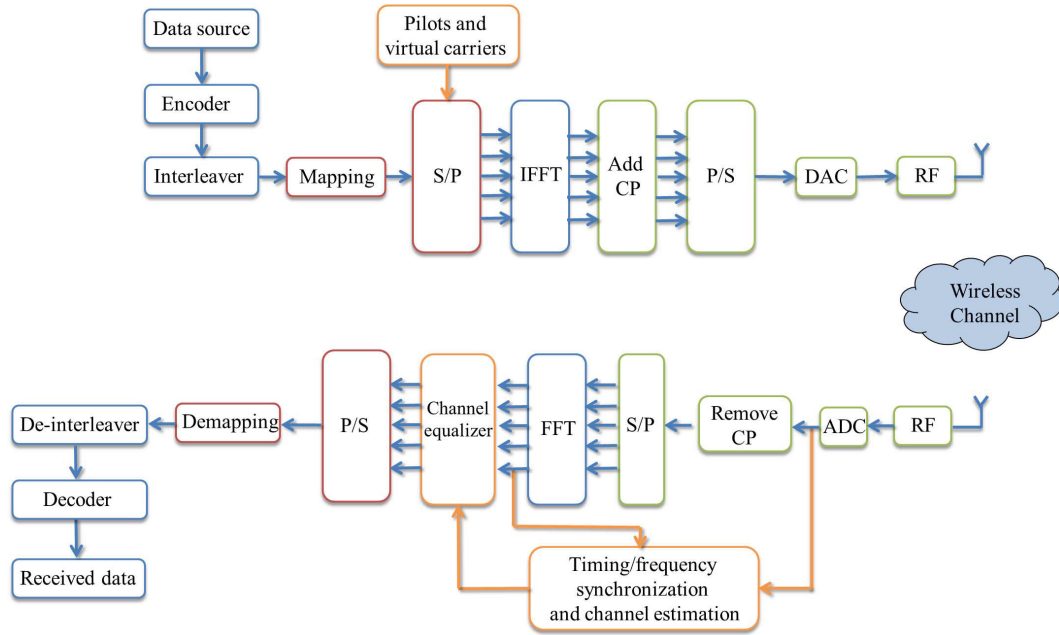 Data source
Pilots and
virtual carriers
Encoder
Interleaver
Mapping
S/P
IFFT
Add
CP
P/S
DAC
RF
Wireless
Channel
De-interleaver
Demapping
P/S
Channel
equalizer
FFT
S/P
Remove
CP
ADC
RF
Decoder
Received data
Timing/frequency
synchronization
and channel estimation